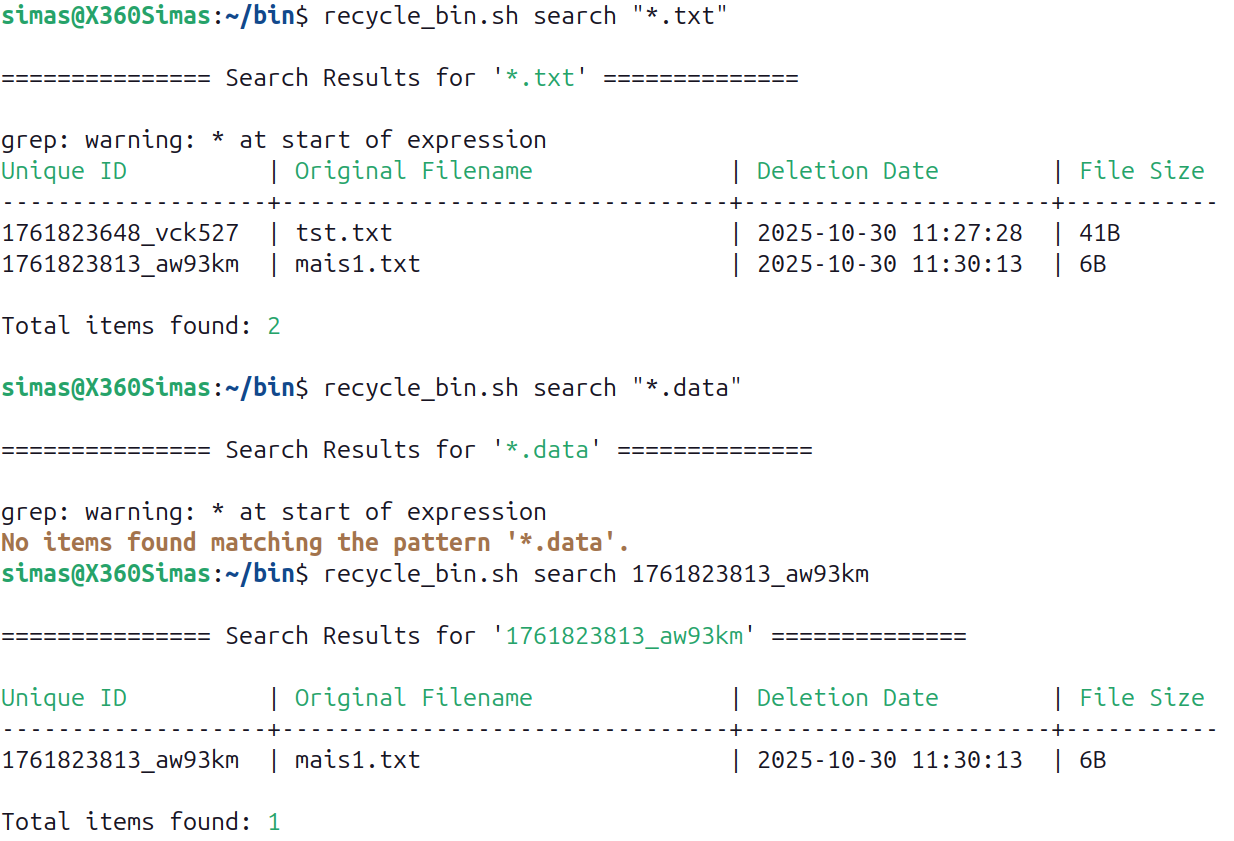 simas@X360Simas:~/bin$ recycle_bin.sh search "*.txt"
=============== Search Results for '*.txt' ==============
grep: warning: * at start of expression
Unique ID          | Original Filename              | Deletion Date        | File Size
-------------------+--------------------------------+----------------------+-----------
1761823648_vck527  | tst.txt                        | 2025-10-30 11:27:28  | 41B
1761823813_aw93km  | mais1.txt                      | 2025-10-30 11:30:13  | 6B
Total items found: 2
simas@X360Simas:~/bin$ recycle_bin.sh search "*.data"
=============== Search Results for '*.data' ==============
grep: warning: * at start of expression
No items found matching the pattern '*.data'.
simas@X360Simas:~/bin$ recycle_bin.sh search 1761823813_aw93km
=============== Search Results for '1761823813_aw93km' ==============
Unique ID          | Original Filename              | Deletion Date        | File Size
-------------------+--------------------------------+----------------------+-----------
1761823813_aw93km  | mais1.txt                      | 2025-10-30 11:30:13  | 6B
Total items found: 1